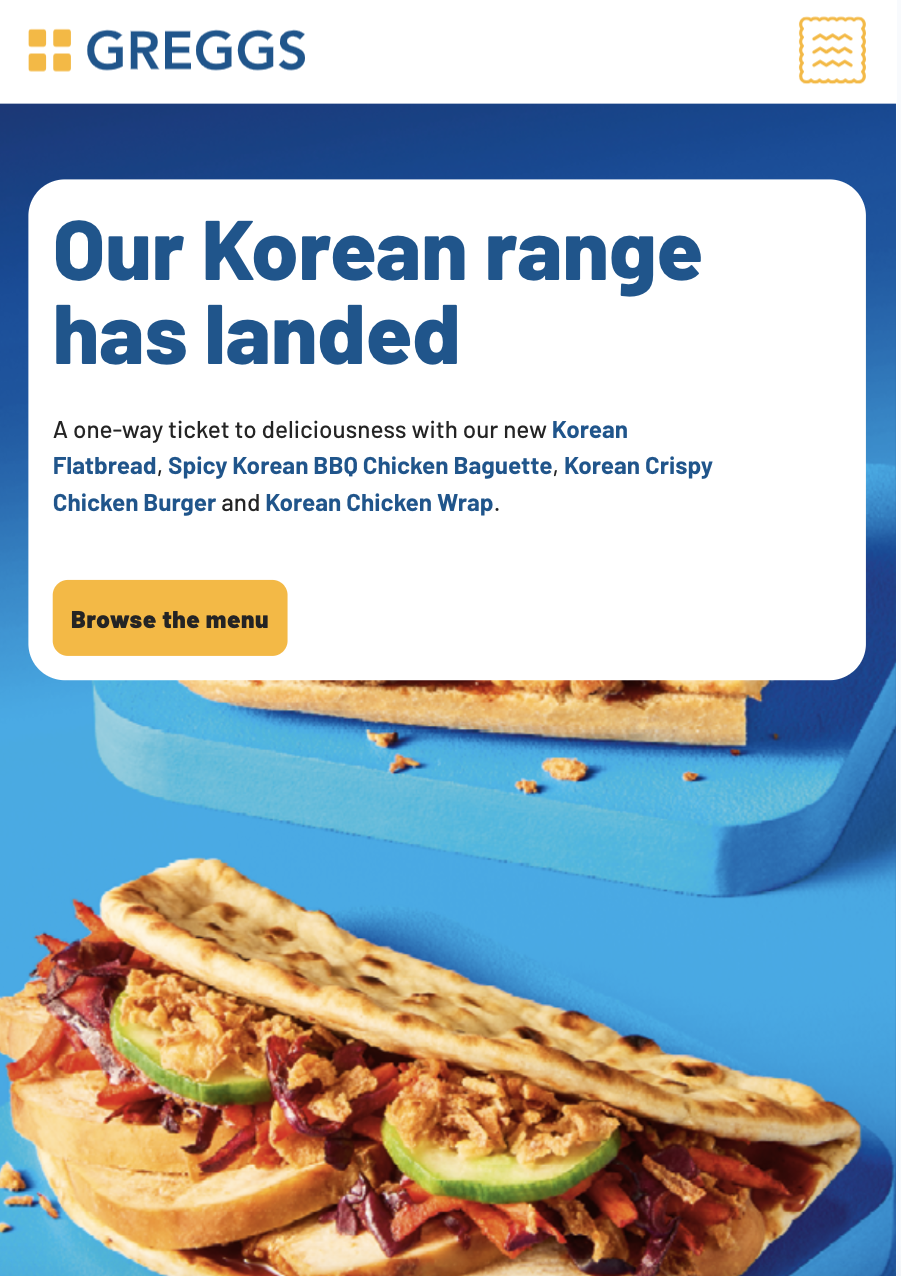 GREGGS
Our Korean range
has landed
A one-way ticket to deliciousness with our new Korean
Flatbread, Spicy Korean BBQ Chicken Baguette, Korean Crispy
Chicken Burger and Korean Chicken Wrap.
Browse the menu